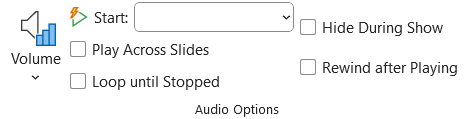 Volume
Start:
Play Across Slides
Loop until Stopped
Hide During Show
Rewind after Playing
Audio Options